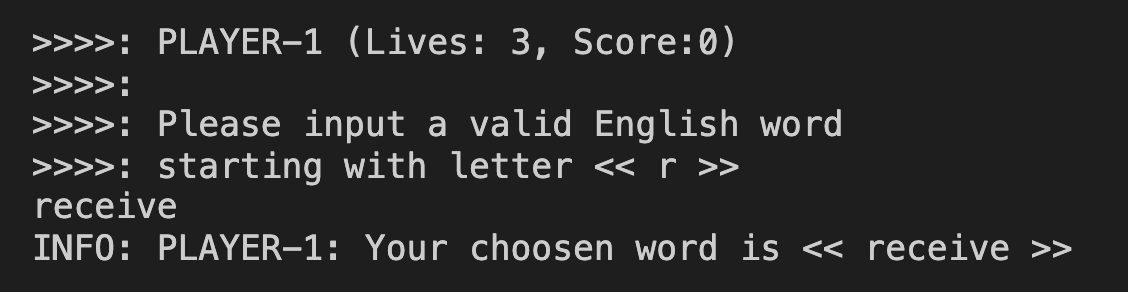 >>>>: PLAYER-1 (Lives: 3, Score:0)
>>>>:
>>>>: Please input a valid English word
>>>>: starting with letter << r >>
receive
INFO: PLAYER-1: Your choosen word is << receive >>